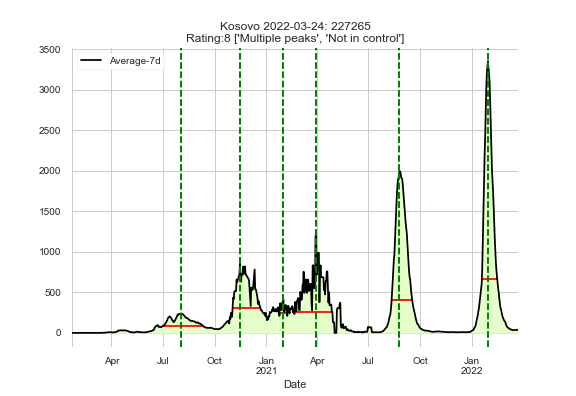 Kosovo 2022-03-24: 227265
Rating:8 ['Multiple peaks', 'Not in control']
Average-7d
3500
3000
2500
2000
1500
1000
500
0
Apr Jul Oct Jan Apr Jul Oct Jan
2021 2022
Date